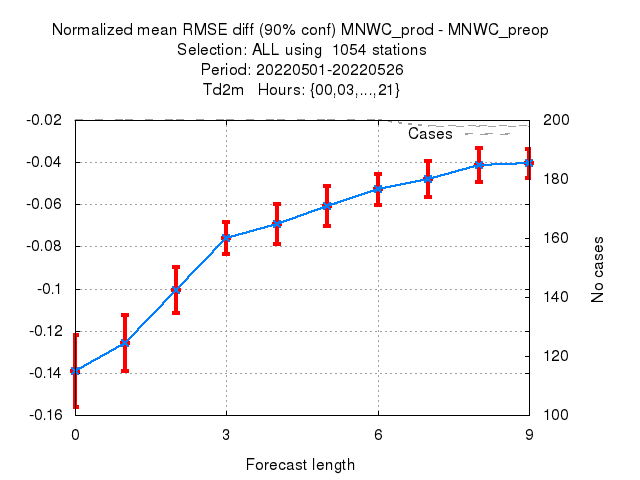 Normalized mean RMSE diff (90% conf) MNWC_prod - MNWC_preop
Selection: ALL using  1054 stations
Period: 20220501-20220526
Td2m   Hours: {00,03,...,21}
-0.02
-0.04
-0.06
-0.08
-0.1
-0.12
-0.14
-0.16
200
180
160
140
120
100
Cases
No cases
0 3 6 9
Forecast length